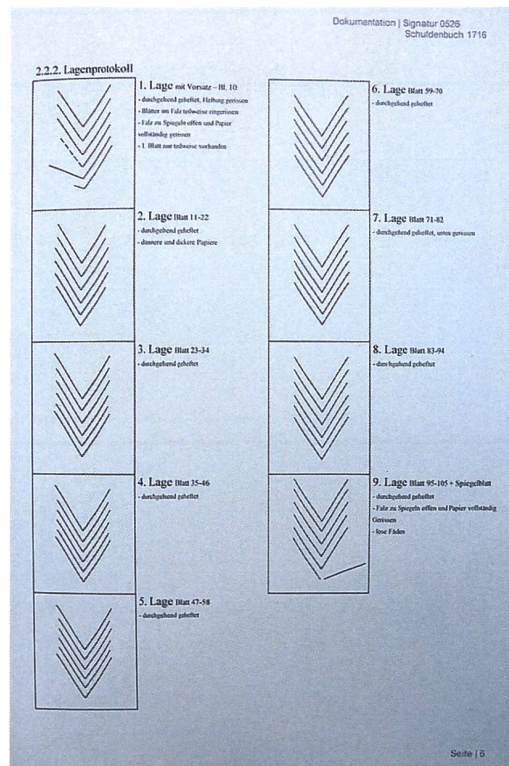 Dokumentation | Signatur 0526
Schuldenbuch 1716
2.2.2. Lagenprotokoll
1. Lage mit Vorsatz – Bl. 10
- durchgehend geheftet, Heftung gerissen
- Blätter im Falz teilweise eingerissen
- Falz zu Spiegeln offen und Papier
vollständig gerissen
- 1. Blatt nur teilweise vorhanden
2. Lage Blatt 11-22
- durchgehend geheftet
- dünnere und dickere Papiere
3. Lage Blatt 23-34
- durchgehend geheftet
4. Lage Blatt 35-46
- durchgehend geheftet
5. Lage Blatt 47-58
- durchgehend geheftet
6. Lage Blatt 59-70
- durchgehend geheftet
7. Lage Blatt 71-82
- durchgehend geheftet, unten gerissen
8. Lage Blatt 83-94
- durchgehend geheftet
9. Lage Blatt 95-105 + Spiegelblatt
- durchgehend geheftet
- Falz zu Spiegeln offen und Papier vollständig
Gerissen
- lose Fäden
Seite | 6